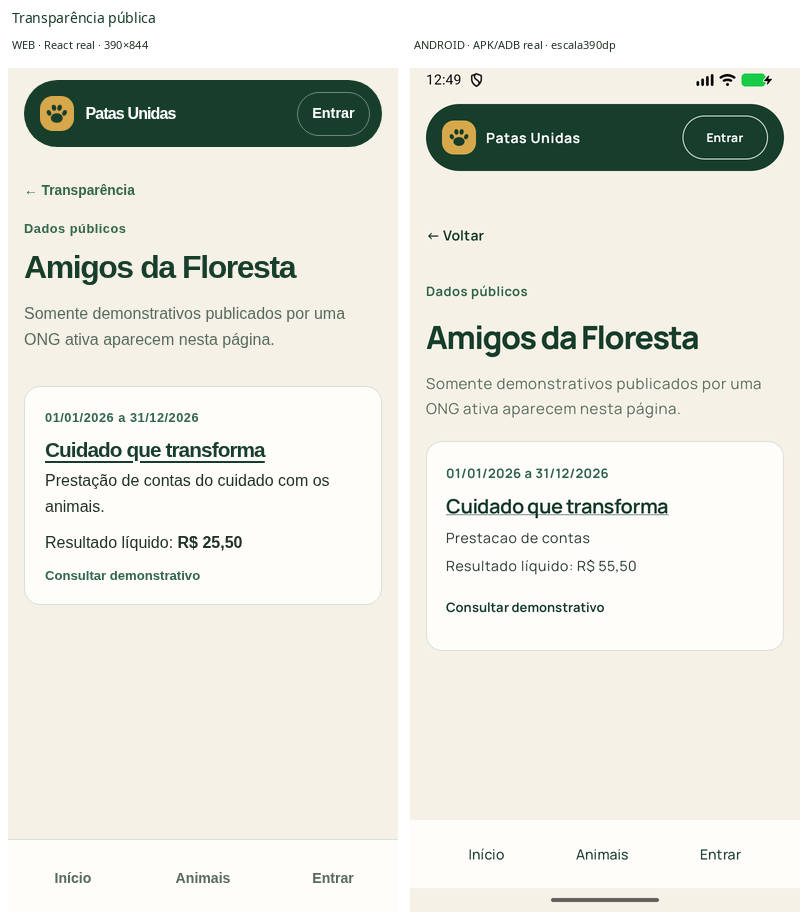 Transparência pública
WEB · React real · 390×844
Patas Unidas
Entrar
← Transparência
Dados públicos
Amigos da Floresta
Somente demonstrativos publicados por uma
ONG ativa aparecem nesta página.
01/01/2026 a 31/12/2026
Cuidado que transforma
Prestação de contas do cuidado com os
animais.
Resultado líquido: R$ 25,50
Consultar demonstrativo
Início
Animais
Entrar
ANDROID · APK/ADB real · escala390dp
12:49
Patas Unidas
Entrar
← Voltar
Dados públicos
Amigos da Floresta
Somente demonstrativos publicados por uma
ONG ativa aparecem nesta página.
01/01/2026 a 31/12/2026
Cuidado que transforma
Prestacao de contas
Resultado líquido: R$ 55,50
Consultar demonstrativo
Início
Animais
Entrar